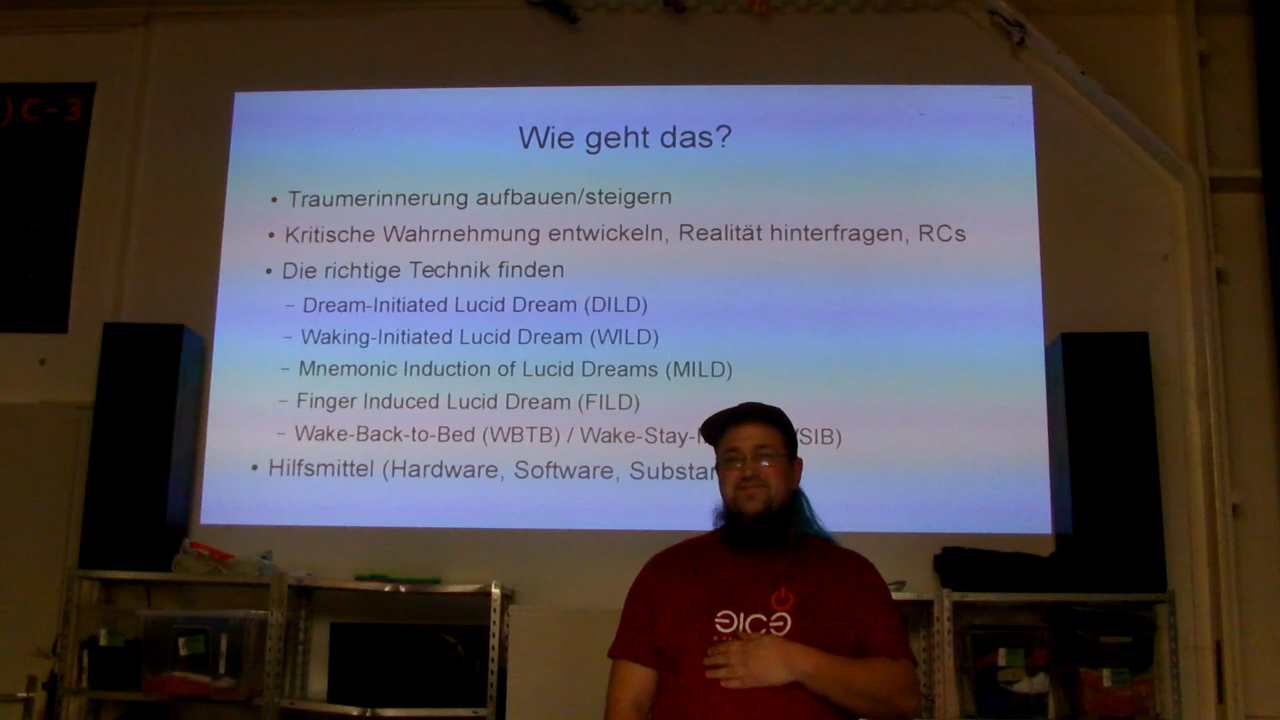 )C-3
Wie geht das?
• Traumerinnerung aufbauen/steigern
• Kritische Wahrnehmung entwickeln, Realität hinterfragen, RCs
• Die richtige Technik finden
– Dream-Initiated Lucid Dream (DILD)
– Waking-Initiated Lucid Dream (WILD)
– Mnemonic Induction of Lucid Dreams (MILD)
– Finger Induced Lucid Dream (FILD)
– Wake-Back-to-Bed (WBTB) / Wake-Stay- SIB)
• Hilfsmittel (Hardware, Software,